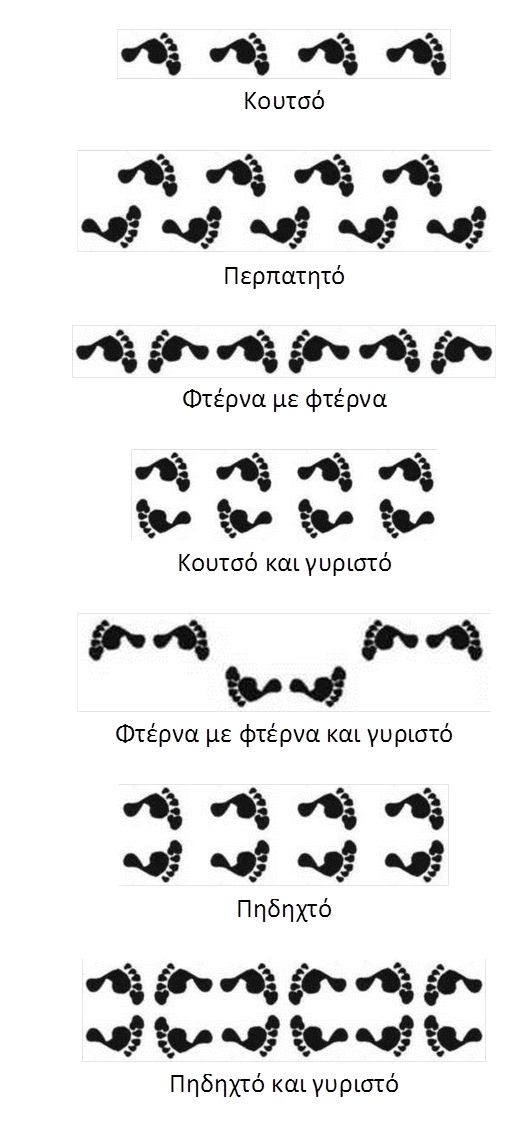 Κουτσό
Περπατητό
Φτέρνα με φτέρνα
Κουτσό και γυριστό
Φτέρνα με φτέρνα και γυριστό
Πηδηχτό
Πηδηχτό και γυριστό